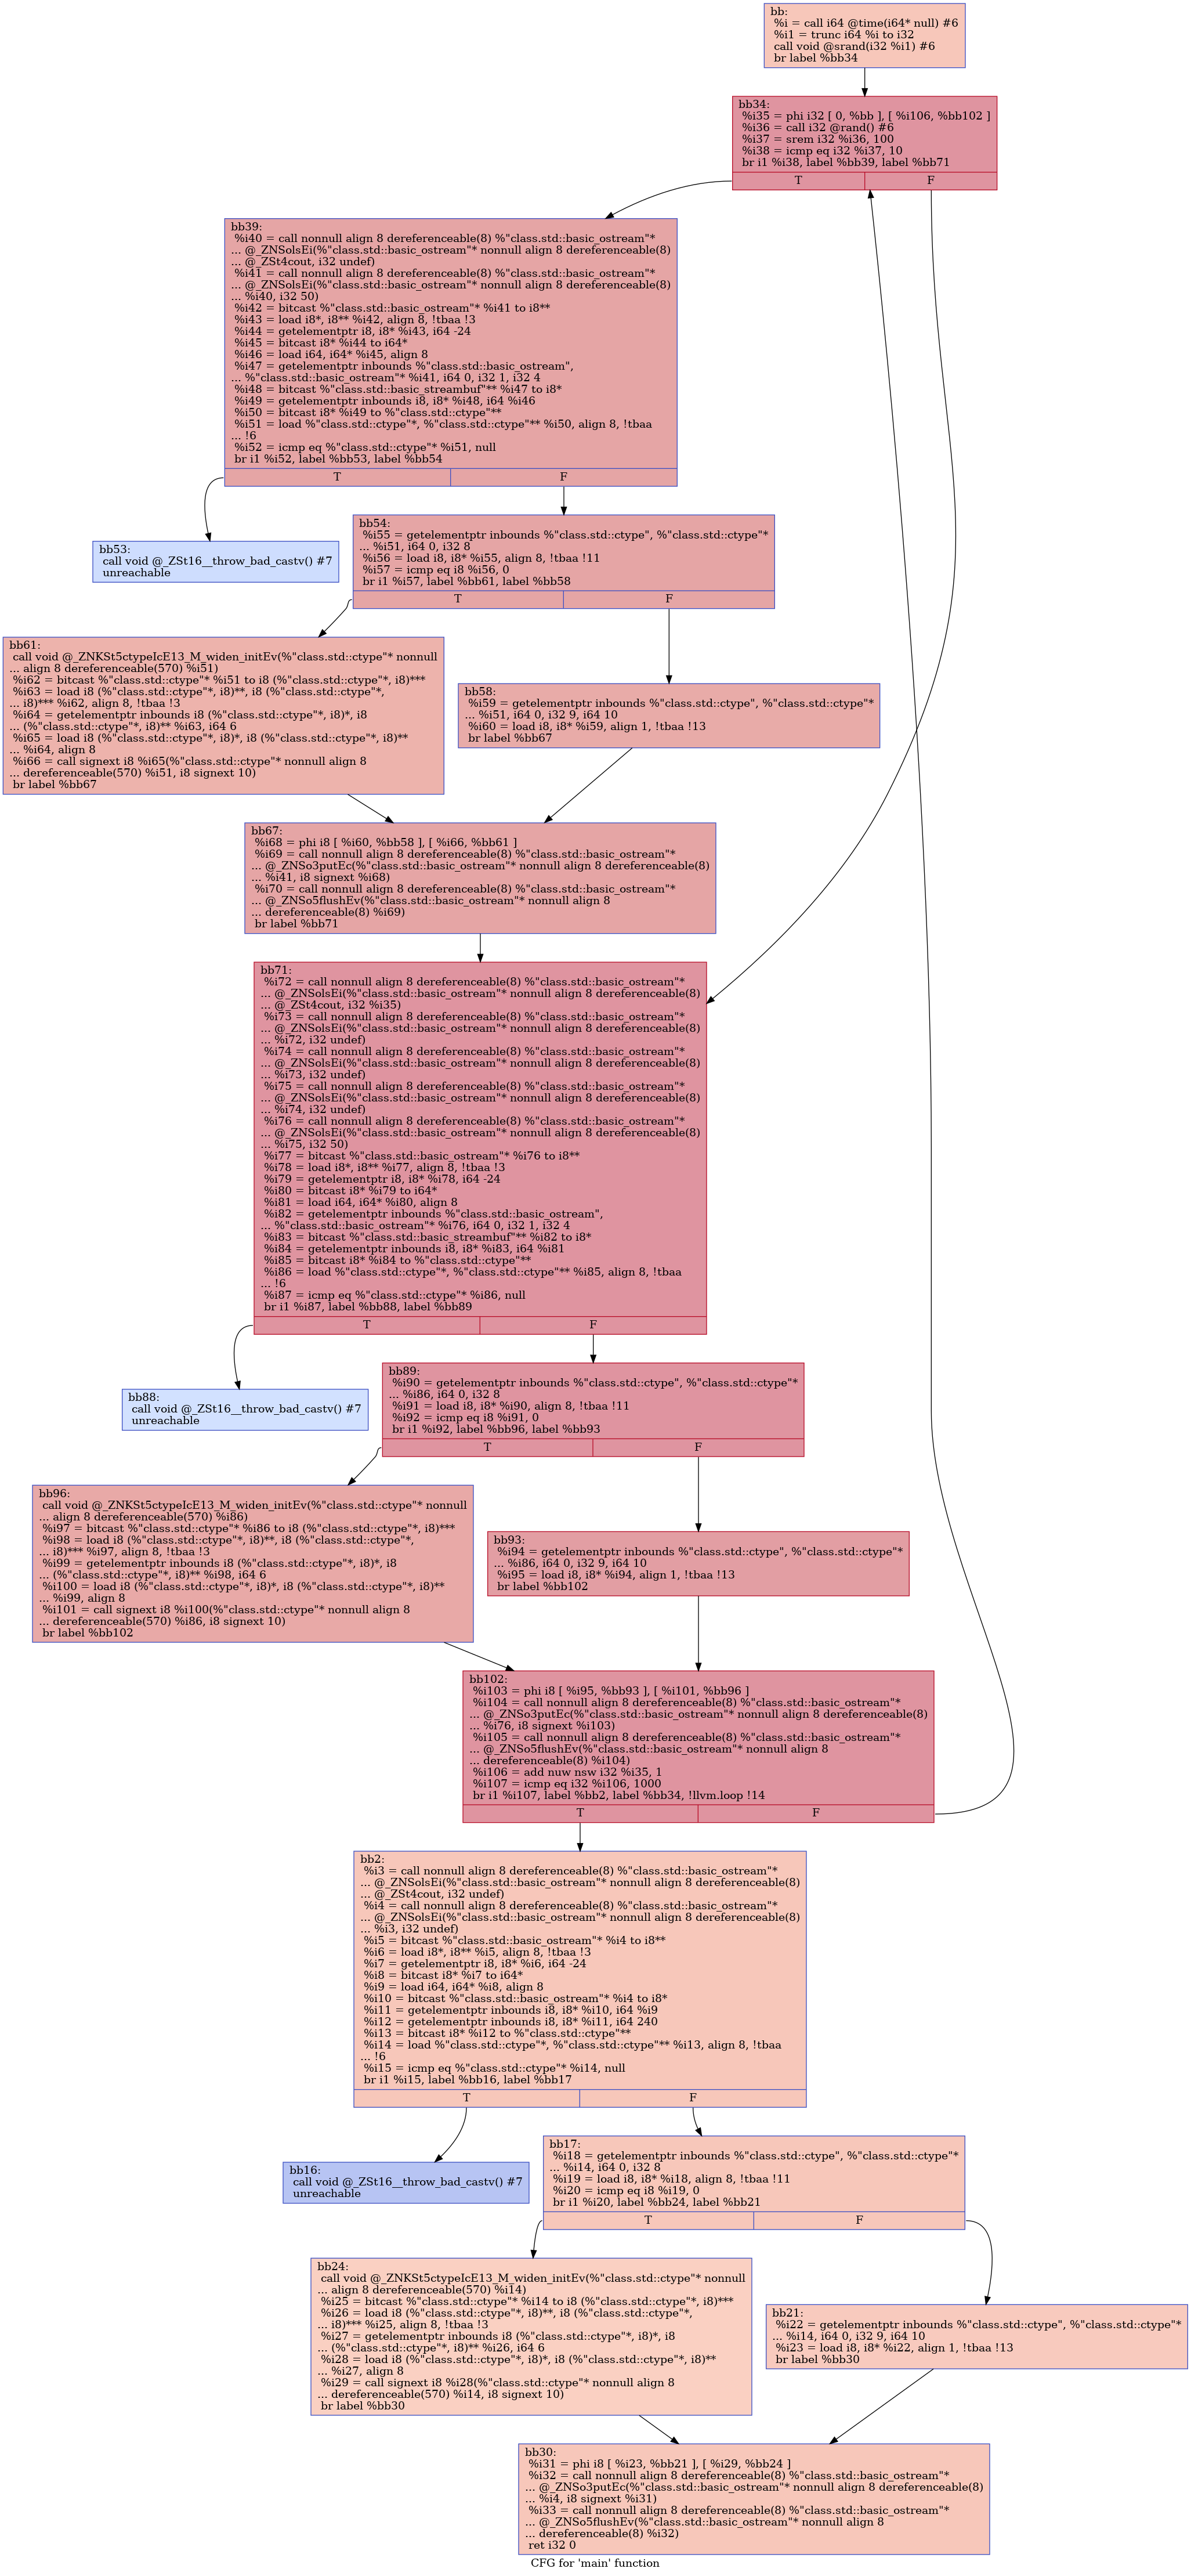 bb:
%i = call i64 @time(i64* null) #6
%i1 = trunc i64 %i to i32
call void @srand(i32 %i1) #6
br label %bb34
bb34:
%i35 = phi i32 [ 0, %bb ], [ %i106, %bb102 ]
%i36 = call i32 @rand() #6
%i37 = srem i32 %i36, 100
%i38 = icmp eq i32 %i37, 10
br i1 %i38, label %bb39, label %bb71
T F
bb39:
%i40 = call nonnull align 8 dereferenceable(8) %"class.std::basic_ostream"*
... @_ZNSolsEi(%"class.std::basic_ostream"* nonnull align 8 dereferenceable(8)
... @_ZSt4cout, i32 undef)
%i41 = call nonnull align 8 dereferenceable(8) %"class.std::basic_ostream"*
... @_ZNSolsEi(%"class.std::basic_ostream"* nonnull align 8 dereferenceable(8)
... %i40, i32 50)
%i42 = bitcast %"class.std::basic_ostream"* %i41 to i8**
%i43 = load i8*, i8** %i42, align 8, !tbaa !3
%i44 = getelementptr i8, i8* %i43, i64 -24
%i45 = bitcast i8* %i44 to i64*
%i46 = load i64, i64* %i45, align 8
%i47 = getelementptr inbounds %"class.std::basic_ostream",
... %"class.std::basic_ostream"* %i41, i64 0, i32 1, i32 4
%i48 = bitcast %"class.std::basic_streambuf"** %i47 to i8*
%i49 = getelementptr inbounds i8, i8* %i48, i64 %i46
%i50 = bitcast i8* %i49 to %"class.std::ctype"**
%i51 = load %"class.std::ctype"*, %"class.std::ctype"** %i50, align 8, !tbaa
... !6
%i52 = icmp eq %"class.std::ctype"* %i51, null
br i1 %i52, label %bb53, label %bb54
T F
bb53:
call void @_ZSt16__throw_bad_castv() #7
unreachable
bb54:
%i55 = getelementptr inbounds %"class.std::ctype", %"class.std::ctype"*
... %i51, i64 0, i32 8
%i56 = load i8, i8* %i55, align 8, !tbaa !11
%i57 = icmp eq i8 %i56, 0
br i1 %i57, label %bb61, label %bb58
T F
bb61:
call void @_ZNKSt5ctypeIcE13_M_widen_initEv(%"class.std::ctype"* nonnull
... align 8 dereferenceable(570) %i51)
%i62 = bitcast %"class.std::ctype"* %i51 to i8 (%"class.std::ctype"*, i8)***
%i63 = load i8 (%"class.std::ctype"*, i8)**, i8 (%"class.std::ctype"*,
... i8)*** %i62, align 8, !tbaa !3
%i64 = getelementptr inbounds i8 (%"class.std::ctype"*, i8)*, i8
... (%"class.std::ctype"*, i8)** %i63, i64 6
%i65 = load i8 (%"class.std::ctype"*, i8)*, i8 (%"class.std::ctype"*, i8)**
... %i64, align 8
%i66 = call signext i8 %i65(%"class.std::ctype"* nonnull align 8
... dereferenceable(570) %i51, i8 signext 10)
br label %bb67
bb58:
%i59 = getelementptr inbounds %"class.std::ctype", %"class.std::ctype"*
... %i51, i64 0, i32 9, i64 10
%i60 = load i8, i8* %i59, align 1, !tbaa !13
br label %bb67
bb67:
%i68 = phi i8 [ %i60, %bb58 ], [ %i66, %bb61 ]
%i69 = call nonnull align 8 dereferenceable(8) %"class.std::basic_ostream"*
... @_ZNSo3putEc(%"class.std::basic_ostream"* nonnull align 8 dereferenceable(8)
... %i41, i8 signext %i68)
%i70 = call nonnull align 8 dereferenceable(8) %"class.std::basic_ostream"*
... @_ZNSo5flushEv(%"class.std::basic_ostream"* nonnull align 8
... dereferenceable(8) %i69)
br label %bb71
bb71:
%i72 = call nonnull align 8 dereferenceable(8) %"class.std::basic_ostream"*
... @_ZNSolsEi(%"class.std::basic_ostream"* nonnull align 8 dereferenceable(8)
... @_ZSt4cout, i32 %i35)
%i73 = call nonnull align 8 dereferenceable(8) %"class.std::basic_ostream"*
... @_ZNSolsEi(%"class.std::basic_ostream"* nonnull align 8 dereferenceable(8)
... %i72, i32 undef)
%i74 = call nonnull align 8 dereferenceable(8) %"class.std::basic_ostream"*
... @_ZNSolsEi(%"class.std::basic_ostream"* nonnull align 8 dereferenceable(8)
... %i73, i32 undef)
%i75 = call nonnull align 8 dereferenceable(8) %"class.std::basic_ostream"*
... @_ZNSolsEi(%"class.std::basic_ostream"* nonnull align 8 dereferenceable(8)
... %i74, i32 undef)
%i76 = call nonnull align 8 dereferenceable(8) %"class.std::basic_ostream"*
... @_ZNSolsEi(%"class.std::basic_ostream"* nonnull align 8 dereferenceable(8)
... %i75, i32 50)
%i77 = bitcast %"class.std::basic_ostream"* %i76 to i8**
%i78 = load i8*, i8** %i77, align 8, !tbaa !3
%i79 = getelementptr i8, i8* %i78, i64 -24
%i80 = bitcast i8* %i79 to i64*
%i81 = load i64, i64* %i80, align 8
%i82 = getelementptr inbounds %"class.std::basic_ostream",
... %"class.std::basic_ostream"* %i76, i64 0, i32 1, i32 4
%i83 = bitcast %"class.std::basic_streambuf"** %i82 to i8*
%i84 = getelementptr inbounds i8, i8* %i83, i64 %i81
%i85 = bitcast i8* %i84 to %"class.std::ctype"**
%i86 = load %"class.std::ctype"*, %"class.std::ctype"** %i85, align 8, !tbaa
... !6
%i87 = icmp eq %"class.std::ctype"* %i86, null
br i1 %i87, label %bb88, label %bb89
T F
bb88:
call void @_ZSt16__throw_bad_castv() #7
unreachable
bb89:
%i90 = getelementptr inbounds %"class.std::ctype", %"class.std::ctype"*
... %i86, i64 0, i32 8
%i91 = load i8, i8* %i90, align 8, !tbaa !11
%i92 = icmp eq i8 %i91, 0
br i1 %i92, label %bb96, label %bb93
T F
bb96:
call void @_ZNKSt5ctypeIcE13_M_widen_initEv(%"class.std::ctype"* nonnull
... align 8 dereferenceable(570) %i86)
%i97 = bitcast %"class.std::ctype"* %i86 to i8 (%"class.std::ctype"*, i8)***
%i98 = load i8 (%"class.std::ctype"*, i8)**, i8 (%"class.std::ctype"*,
... i8)*** %i97, align 8, !tbaa !3
%i99 = getelementptr inbounds i8 (%"class.std::ctype"*, i8)*, i8
... (%"class.std::ctype"*, i8)** %i98, i64 6
%i100 = load i8 (%"class.std::ctype"*, i8)*, i8 (%"class.std::ctype"*, i8)**
... %i99, align 8
%i101 = call signext i8 %i100(%"class.std::ctype"* nonnull align 8
... dereferenceable(570) %i86, i8 signext 10)
br label %bb102
bb93:
%i94 = getelementptr inbounds %"class.std::ctype", %"class.std::ctype"*
... %i86, i64 0, i32 9, i64 10
%i95 = load i8, i8* %i94, align 1, !tbaa !13
br label %bb102
bb102:
%i103 = phi i8 [ %i95, %bb93 ], [ %i101, %bb96 ]
%i104 = call nonnull align 8 dereferenceable(8) %"class.std::basic_ostream"*
... @_ZNSo3putEc(%"class.std::basic_ostream"* nonnull align 8 dereferenceable(8)
... %i76, i8 signext %i103)
%i105 = call nonnull align 8 dereferenceable(8) %"class.std::basic_ostream"*
... @_ZNSo5flushEv(%"class.std::basic_ostream"* nonnull align 8
... dereferenceable(8) %i104)
%i106 = add nuw nsw i32 %i35, 1
%i107 = icmp eq i32 %i106, 1000
br i1 %i107, label %bb2, label %bb34, !llvm.loop !14
T F
bb2:
%i3 = call nonnull align 8 dereferenceable(8) %"class.std::basic_ostream"*
... @_ZNSolsEi(%"class.std::basic_ostream"* nonnull align 8 dereferenceable(8)
... @_ZSt4cout, i32 undef)
%i4 = call nonnull align 8 dereferenceable(8) %"class.std::basic_ostream"*
... @_ZNSolsEi(%"class.std::basic_ostream"* nonnull align 8 dereferenceable(8)
... %i3, i32 undef)
%i5 = bitcast %"class.std::basic_ostream"* %i4 to i8**
%i6 = load i8*, i8** %i5, align 8, !tbaa !3
%i7 = getelementptr i8, i8* %i6, i64 -24
%i8 = bitcast i8* %i7 to i64*
%i9 = load i64, i64* %i8, align 8
%i10 = bitcast %"class.std::basic_ostream"* %i4 to i8*
%i11 = getelementptr inbounds i8, i8* %i10, i64 %i9
%i12 = getelementptr inbounds i8, i8* %i11, i64 240
%i13 = bitcast i8* %i12 to %"class.std::ctype"**
%i14 = load %"class.std::ctype"*, %"class.std::ctype"** %i13, align 8, !tbaa
... !6
%i15 = icmp eq %"class.std::ctype"* %i14, null
br i1 %i15, label %bb16, label %bb17
T F
bb16:
call void @_ZSt16__throw_bad_castv() #7
unreachable
bb17:
%i18 = getelementptr inbounds %"class.std::ctype", %"class.std::ctype"*
... %i14, i64 0, i32 8
%i19 = load i8, i8* %i18, align 8, !tbaa !11
%i20 = icmp eq i8 %i19, 0
br i1 %i20, label %bb24, label %bb21
T F
bb24:
call void @_ZNKSt5ctypeIcE13_M_widen_initEv(%"class.std::ctype"* nonnull
... align 8 dereferenceable(570) %i14)
%i25 = bitcast %"class.std::ctype"* %i14 to i8 (%"class.std::ctype"*, i8)***
%i26 = load i8 (%"class.std::ctype"*, i8)**, i8 (%"class.std::ctype"*,
... i8)*** %i25, align 8, !tbaa !3
%i27 = getelementptr inbounds i8 (%"class.std::ctype"*, i8)*, i8
... (%"class.std::ctype"*, i8)** %i26, i64 6
%i28 = load i8 (%"class.std::ctype"*, i8)*, i8 (%"class.std::ctype"*, i8)**
... %i27, align 8
%i29 = call signext i8 %i28(%"class.std::ctype"* nonnull align 8
... dereferenceable(570) %i14, i8 signext 10)
br label %bb30
bb21:
%i22 = getelementptr inbounds %"class.std::ctype", %"class.std::ctype"*
... %i14, i64 0, i32 9, i64 10
%i23 = load i8, i8* %i22, align 1, !tbaa !13
br label %bb30
bb30:
%i31 = phi i8 [ %i23, %bb21 ], [ %i29, %bb24 ]
%i32 = call nonnull align 8 dereferenceable(8) %"class.std::basic_ostream"*
... @_ZNSo3putEc(%"class.std::basic_ostream"* nonnull align 8 dereferenceable(8)
... %i4, i8 signext %i31)
%i33 = call nonnull align 8 dereferenceable(8) %"class.std::basic_ostream"*
... @_ZNSo5flushEv(%"class.std::basic_ostream"* nonnull align 8
... dereferenceable(8) %i32)
ret i32 0
CFG for 'main' function